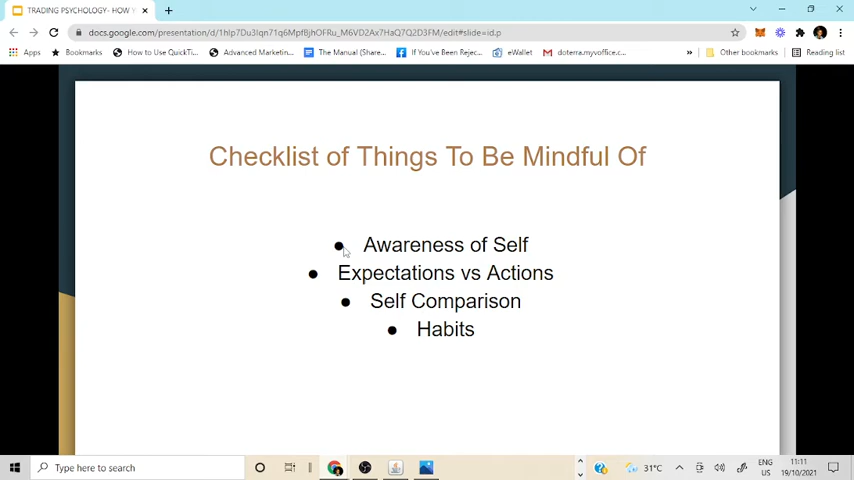 TRADING PSYCHOLOGY- HOW
docs.google.com/presentation/d/1hIp7Du3Iqn71q6MpfBjhOFRu_M6VD2Ax7HaQ7Q2D3FM/edit#slide=id.p
Apps
Bookmarks
How to Use QuickTi...
Advanced Marketin...
The Manual (Share...
If You've Been Rejec...
eWallet
doterra.myvoffice.c...
»
Other bookmarks
Reading list
Checklist of Things To Be Mindful Of
● Awareness of Self
● Expectations vs Actions
● Self Comparison
● Habits
Type here to search
31°C
ENG
US
11:11
19/10/2021